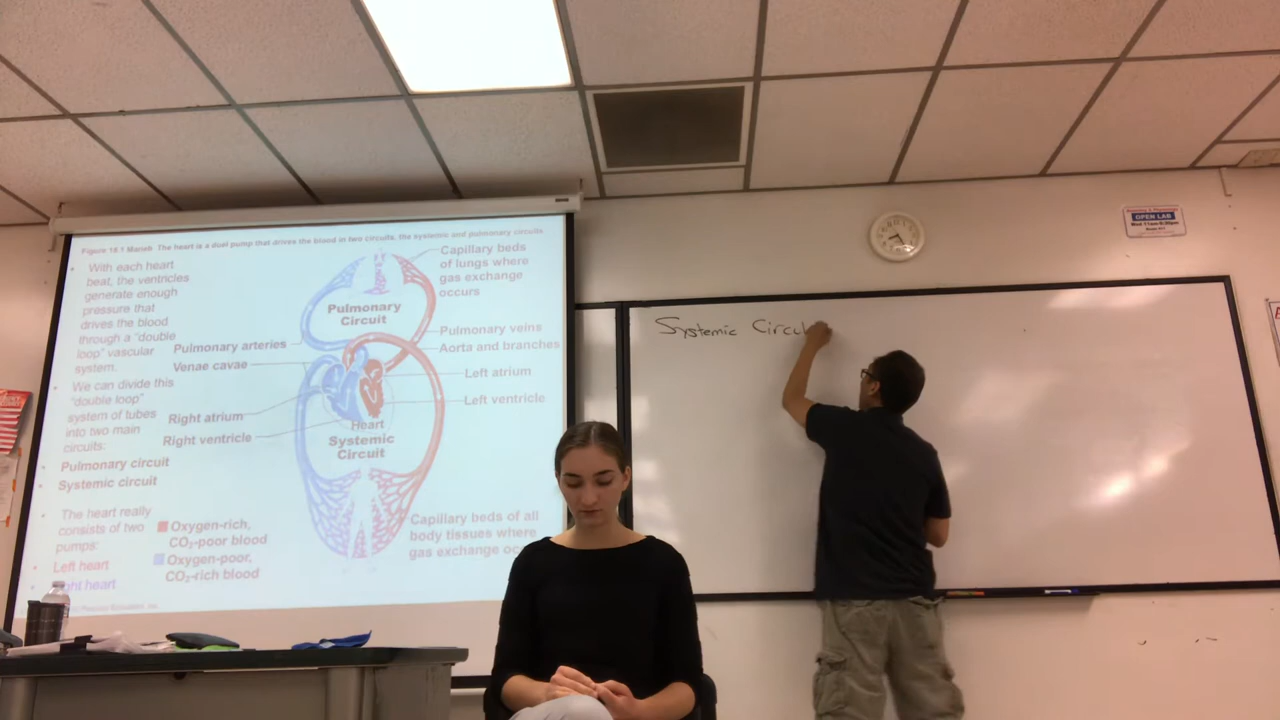 Figure 18.1 Marieb The heart is a dual pump that drives the blood in two circuits, the systemic and pulmonary circuits
• With each heart
beat, the ventricles
generate enough
pressure that
drives the blood
through a "double
loop" vascular
system.
• We can divide this
"double loop"
system of tubes
into two main
circuits:
• Pulmonary circuit
• Systemic circuit
• The heart really
consists of two
pumps:
• Left heart
ght heart
Capillary beds
of lungs where
gas exchange
occurs
Pulmonary
Circuit
Pulmonary arteries
Pulmonary veins
Aorta and branches
Venae cavae
Left atrium
Left ventricle
Right atrium
Right ventricle
Heart
Systemic
Circuit
Oxygen-rich,
CO₂-poor blood
Oxygen-poor,
CO₂-rich blood
Capillary beds of all
body tissues where
gas exchange oc
Systemic Circu
OPEN LAB